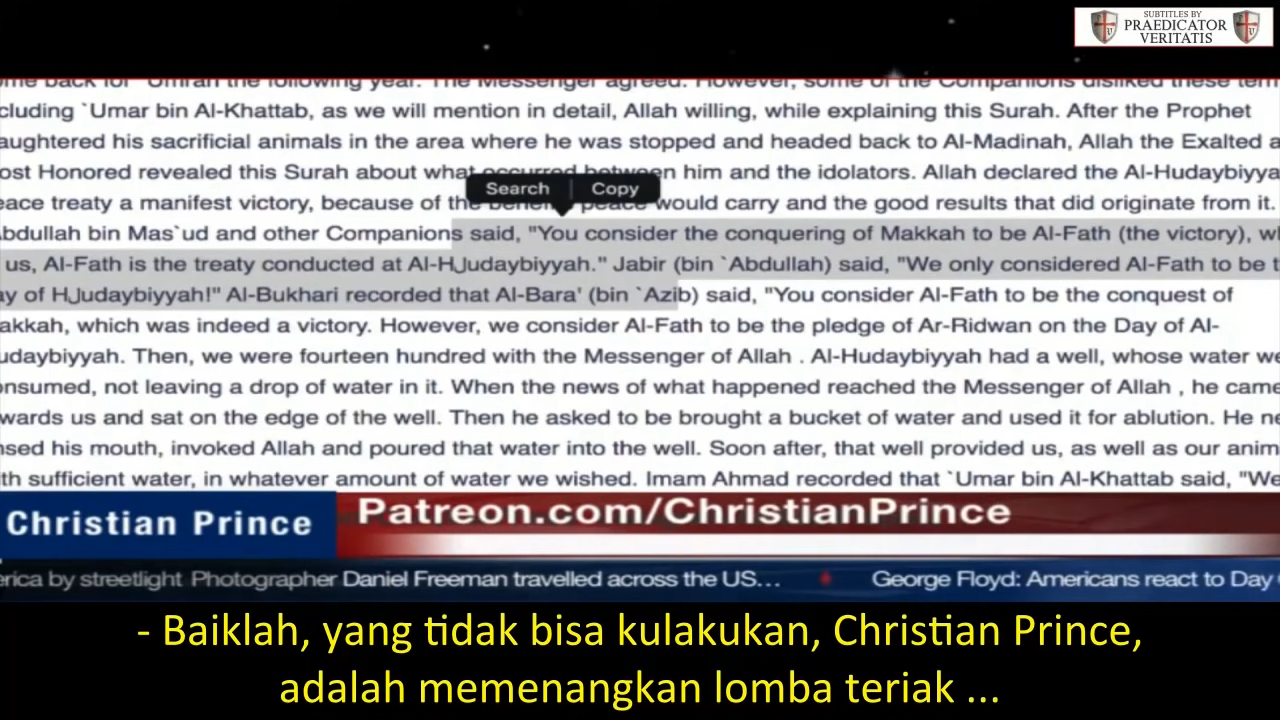 SUBTITLES BY
PRAEDICATOR
VERITATIS
cluding `Umar bin Al-Khattab, as we will mention in detail, Allah willing, while explaining this Surah. After the Prophet
aughtered his sacrificial animals in the area where he was stopped and headed back to Al-Madinah, Allah the Exalted a
ost Honored revealed this Surah about what occurred between him and the idolators. Allah declared the Al-Hudaybiyya
Search Copy
eace treaty a manifest victory, because of the benefits peace would carry and the good results that did originate from it.
Abdullah bin Mas`ud and other Companions said, "You consider the conquering of Makkah to be Al-Fath (the victory), w
us, Al-Fath is the treaty conducted at Al-HJudaybiyyah." Jabir (bin `Abdullah) said, "We only considered Al-Fath to be t
ay of HJudaybiyyah!" Al-Bukhari recorded that Al-Bara' (bin `Azib) said, "You consider Al-Fath to be the conquest of
akkah, which was indeed a victory. However, we consider Al-Fath to be the pledge of Ar-Ridwan on the Day of Al-
udaybiyyah. Then, we were fourteen hundred with the Messenger of Allah . Al-Hudaybiyyah had a well, whose water we
onsumed, not leaving a drop of water in it. When the news of what happened reached the Messenger of Allah , he came
wards us and sat on the edge of the well. Then he asked to be brought a bucket of water and used it for ablution. He ne
nsed his mouth, invoked Allah and poured that water into the well. Soon after, that well provided us, as well as our anim
th sufficient water, in whatever amount of water we wished. Imam Ahmad recorded that `Umar bin Al-Khattab said, "We
Christian Prince
Patreon.com/ChristianPrince
erica by streetlight Photographer Daniel Freeman travelled across the US... George Floyd: Americans react to Day
- Baiklah, yang tidak bisa kulakukan, Christian Prince,
adalah memenangkan lomba teriak ...